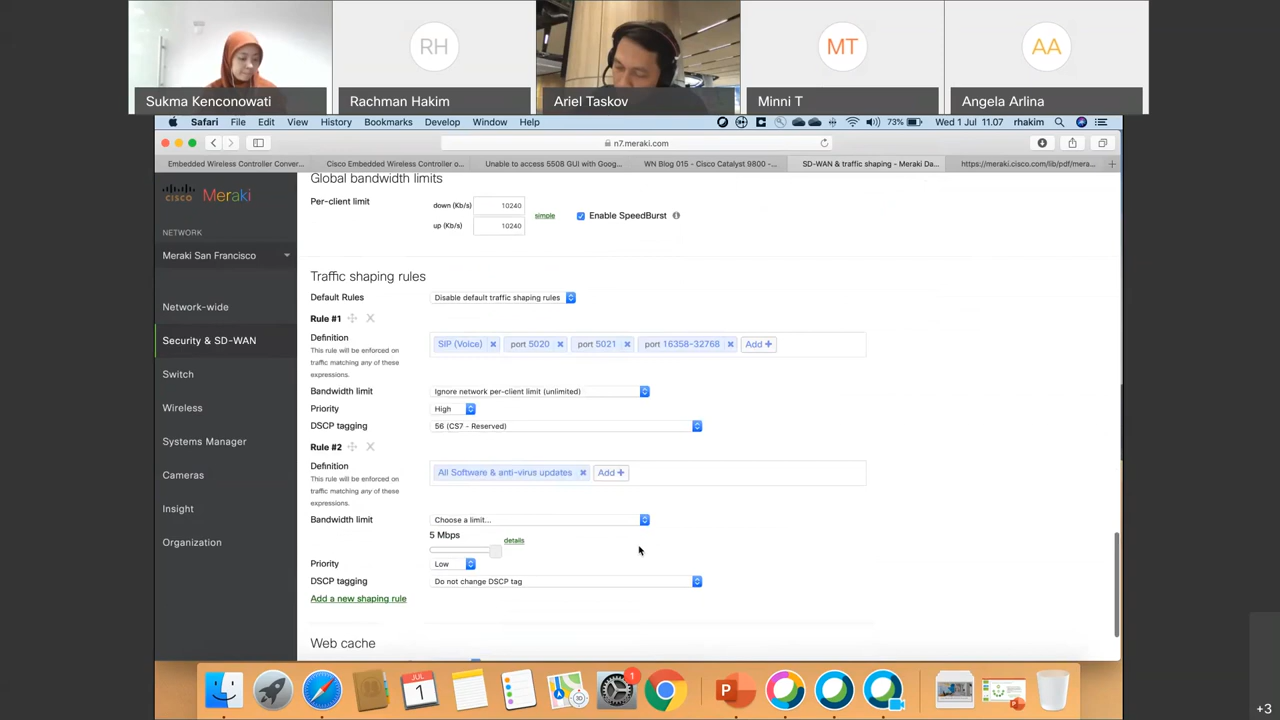 RH
MT
AA
Sukma Kenconowati
Rachman Hakim
Ariel Taskov
Minni T
Angela Arlina
Safari File Edit View History Bookmarks Develop Window Help
73% Wed 1 Jul 11.07 rhakim
n7.meraki.com
Embedded Wireless Controller Conver...
Cisco Embedded Wireless Controller o...
Unable to access 5508 GUI with Goog...
WN Blog 015 – Cisco Catalyst 9800 -...
SD-WAN & traffic shaping - Meraki Da...
https://meraki.cisco.com/lib/pdf/mera...
CISCO Meraki
NETWORK
Meraki San Francisco
Network-wide
Security & SD-WAN
Switch
Wireless
Systems Manager
Cameras
Insight
Organization
Global bandwidth limits
Per-client limit
down (Kb/s) 10240
up (Kb/s) 10240
simple
Enable SpeedBurst
Traffic shaping rules
Default Rules Disable default traffic shaping rules
Rule #1
Definition
This rule will be enforced on
traffic matching any of these
expressions.
SIP (Voice) × port 5020 × port 5021 × port 16358-32768 × Add +
Bandwidth limit Ignore network per-client limit (unlimited)
Priority High
DSCP tagging 56 (CS7 - Reserved)
Rule #2
Definition
This rule will be enforced on
traffic matching any of these
expressions.
All Software & anti-virus updates × Add +
Bandwidth limit Choose a limit...
5 Mbps details
Priority Low
DSCP tagging Do not change DSCP tag
Add a new shaping rule
Web cache
JUL
1
1
3D
+3